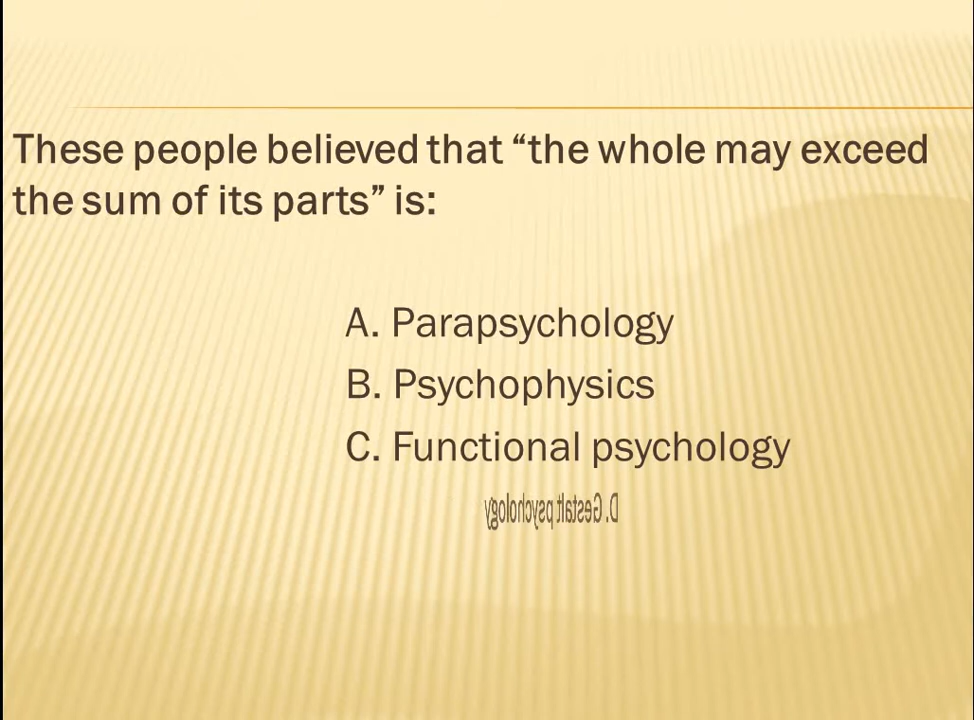 These people believed that “the whole may exceed
the sum of its parts” is:
A. Parapsychology
B. Psychophysics
C. Functional psychology
D. Gestalt psychology